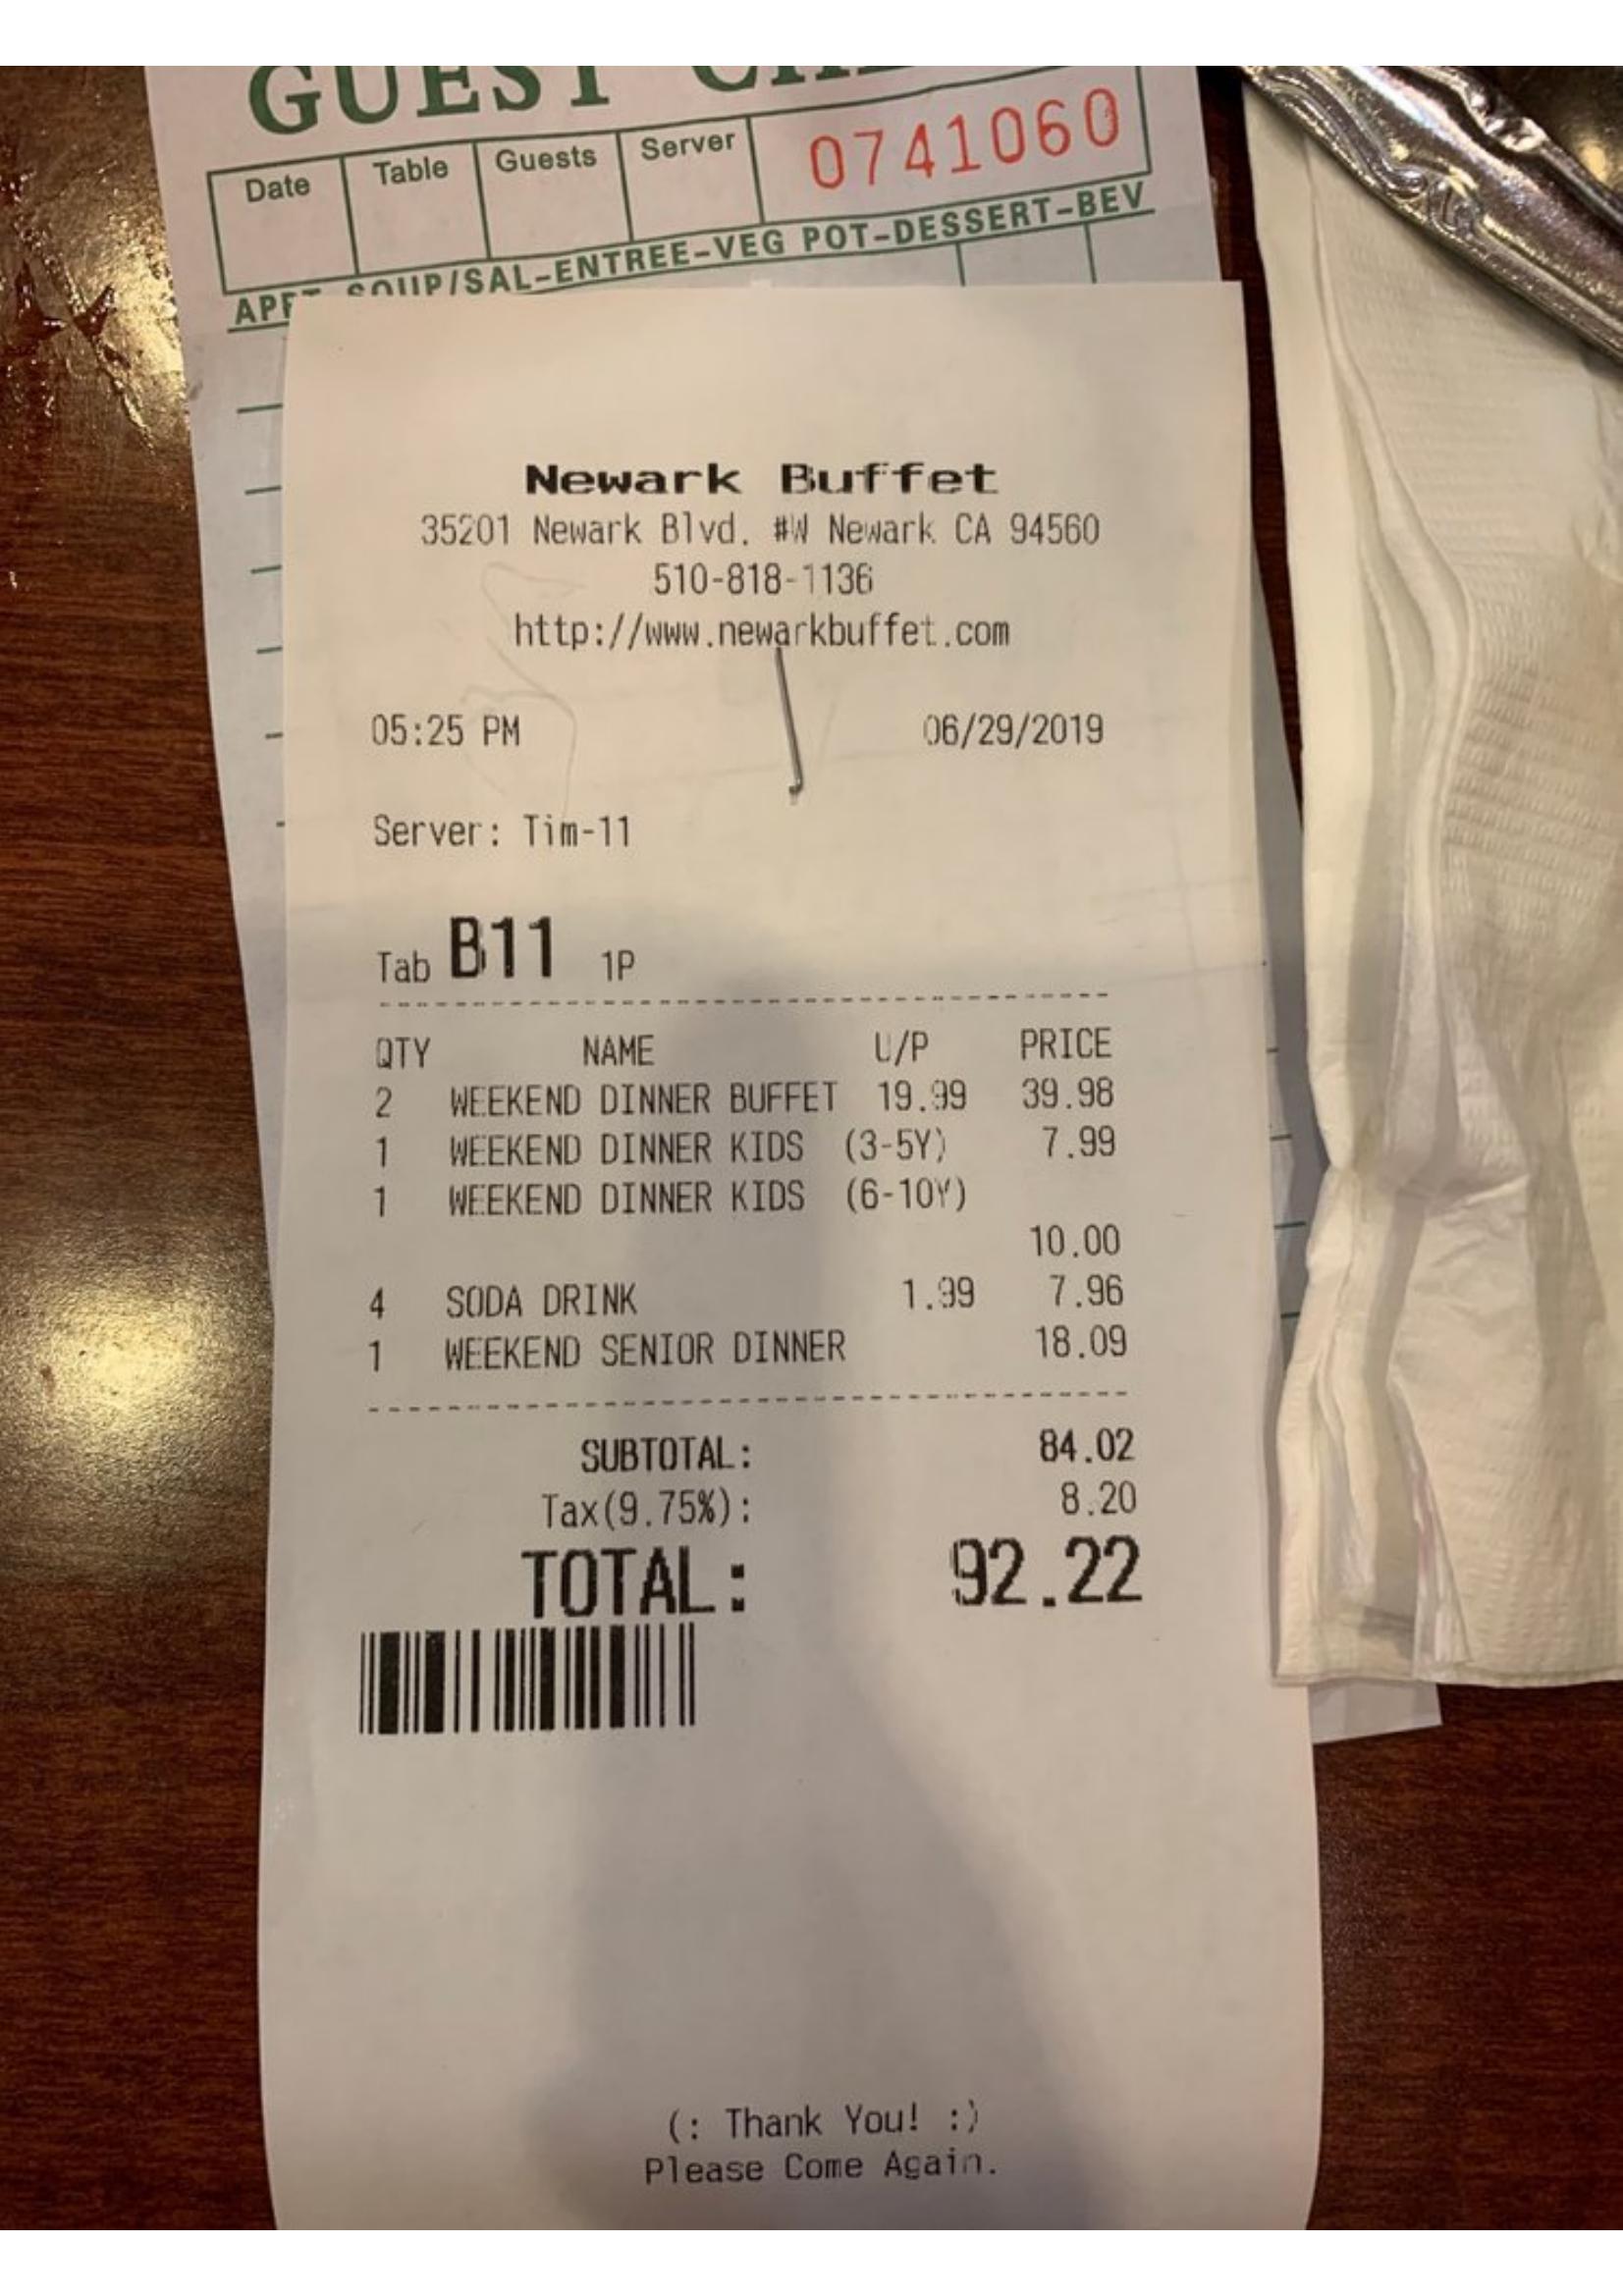 GUEST
Date Table Guests Server 0741060
SOUP/SAL-ENTREE-VEG POT-DESSERT-BEV
Newark Buffet
35201 Newark Blvd. #W Newark CA 94560
510-818-1136
http://www.newarkbuffet.com
05:25 PM 06/29/2019
Server: Tim-11
Tab B11 1P
QTY NAME U/P PRICE
2 WEEKEND DINNER BUFFET 19.99 39.98
1 WEEKEND DINNER KIDS (3-5Y) 7.99
1 WEEKEND DINNER KIDS (6-10Y)
10.00
4 SODA DRINK 1.99 7.96
1 WEEKEND SENIOR DINNER 18.09
SUBTOTAL: 84.02
Tax(9.75%): 8.20
TOTAL: 92.22
(: Thank You! :)
Please Come Again.